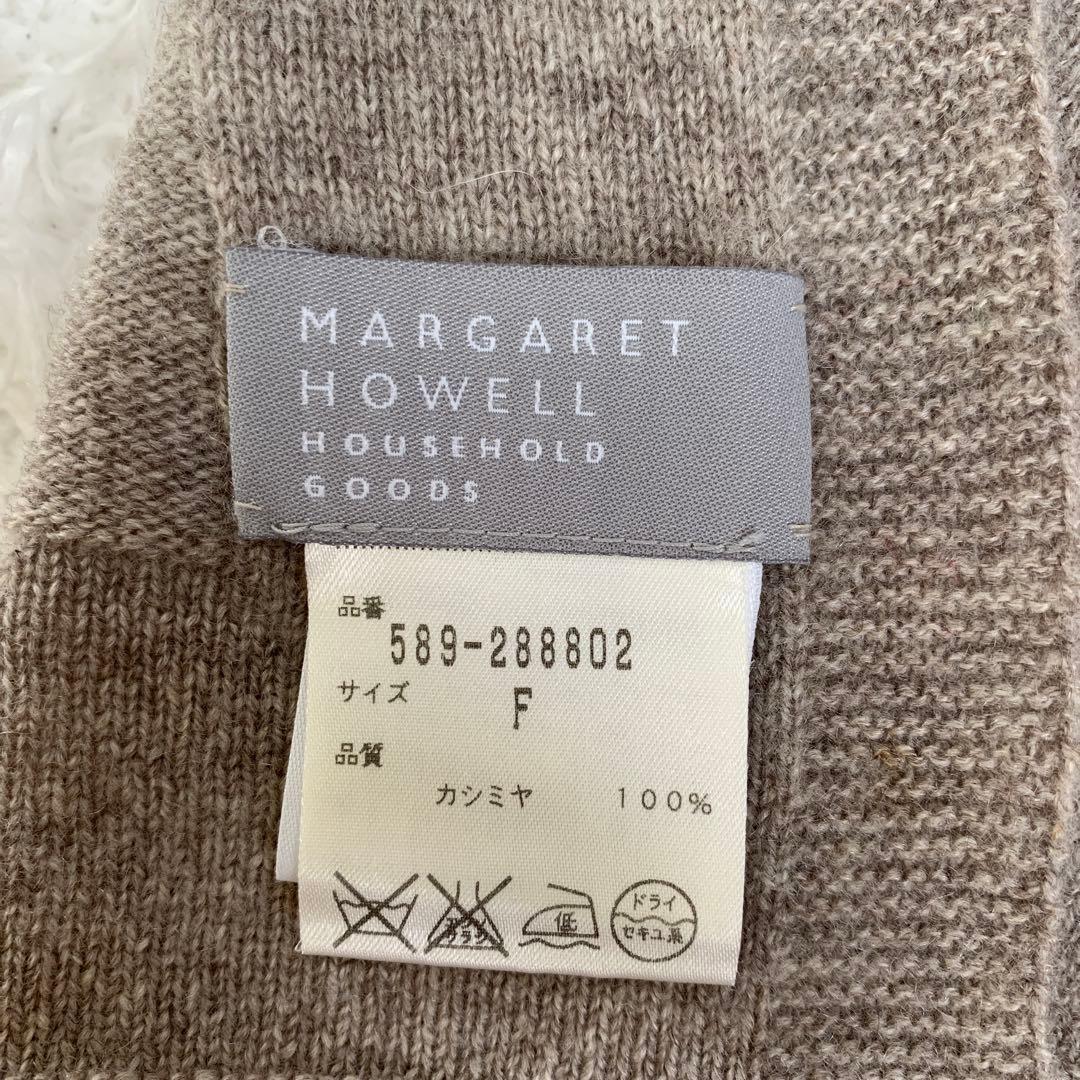 MARGARET
HOWELL
HOUSEHOLD
GOODS
品番
589-288802
サイズ
F
品質
カシミヤ 100%
低
ドライ
セキユ系